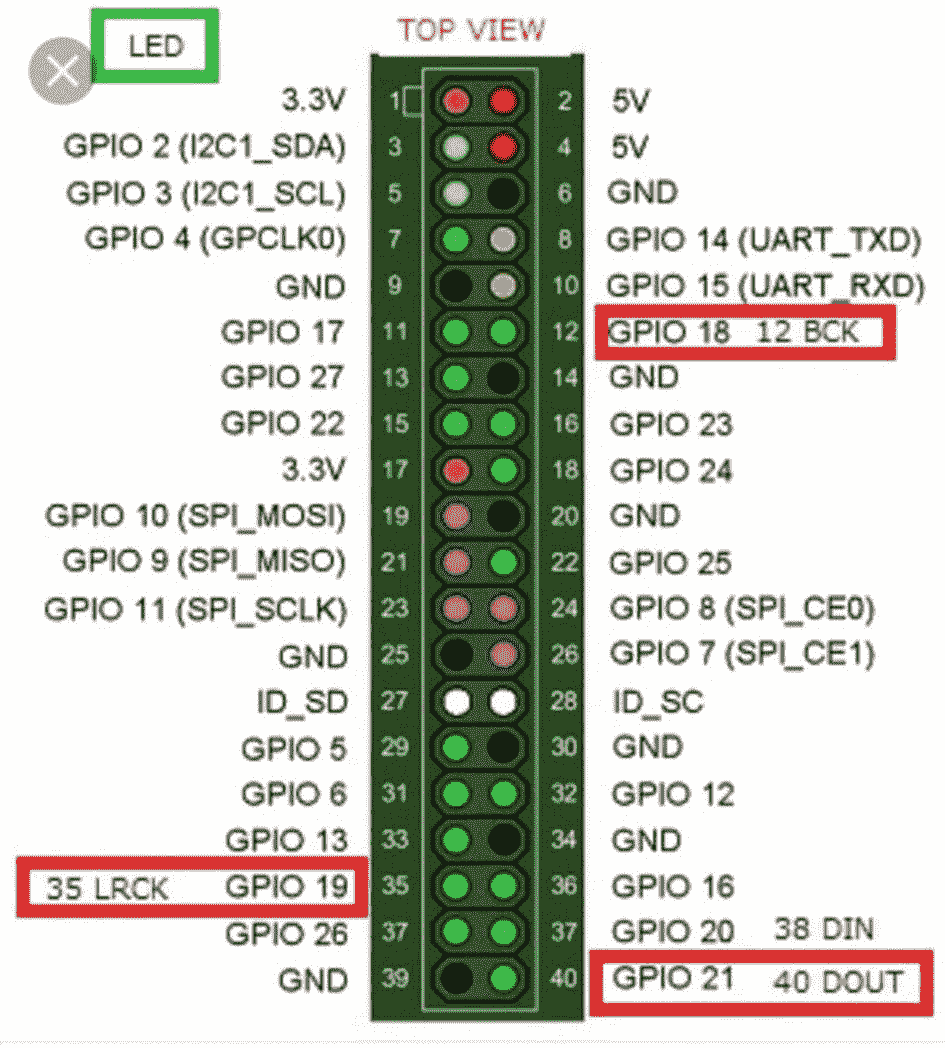 LED
TOP VIEW
3.3V 1 2 5V
GPIO 2 (I2C1_SDA) 3 4 5V
GPIO 3 (I2C1_SCL) 5 6 GND
GPIO 4 (GPCLK0) 7 8 GPIO 14 (UART_TXD)
GND 9 10 GPIO 15 (UART_RXD)
GPIO 17 11 12 GPIO 18 12 BCK
GPIO 27 13 14 GND
GPIO 22 15 16 GPIO 23
3.3V 17 18 GPIO 24
GPIO 10 (SPI_MOSI) 19 20 GND
GPIO 9 (SPI_MISO) 21 22 GPIO 25
GPIO 11 (SPI_SCLK) 23 24 GPIO 8 (SPI_CE0)
GND 25 26 GPIO 7 (SPI_CE1)
ID_SD 27 28 ID_SC
GPIO 5 29 30 GND
GPIO 6 31 32 GPIO 12
GPIO 13 33 34 GND
35 LRCK GPIO 19 35 36 GPIO 16
GPIO 26 37 37 GPIO 20 38 DIN
GND 39 40 GPIO 21 40 DOUT